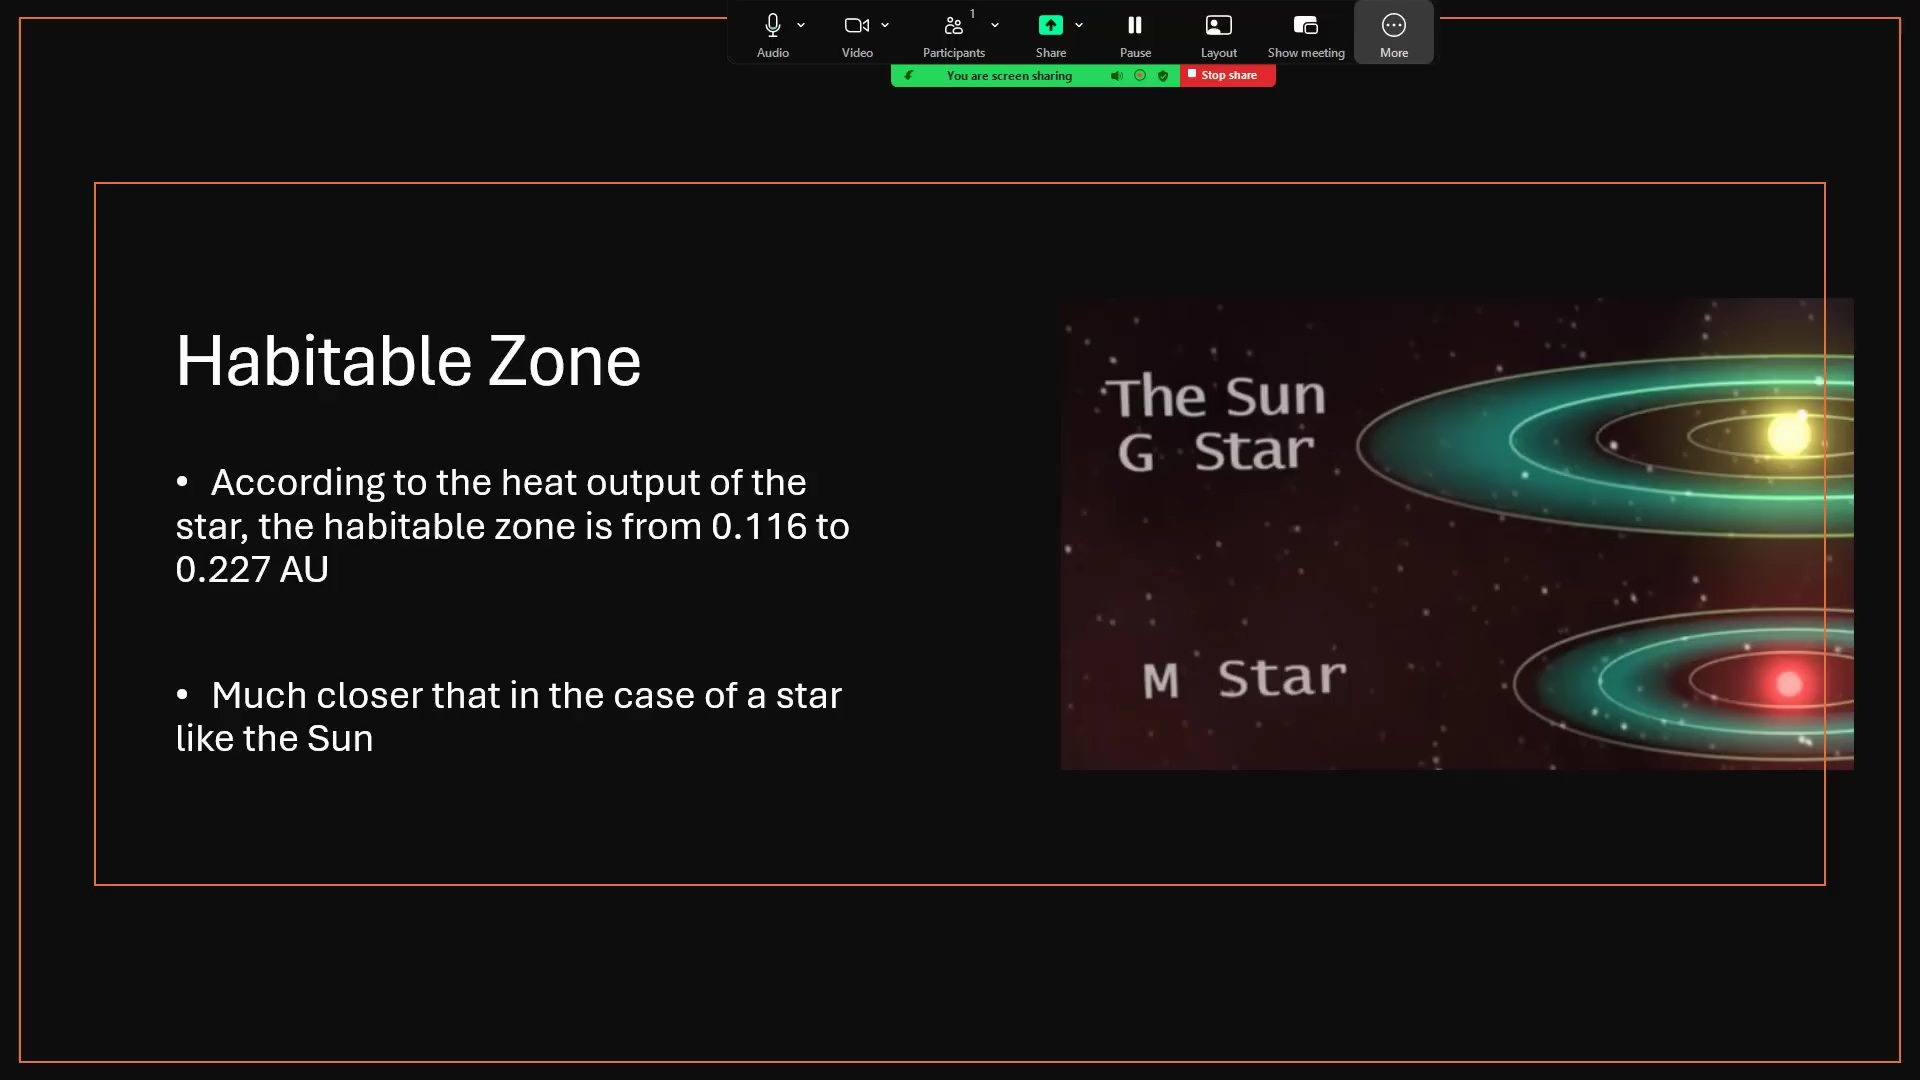 1
Audio Video Participants Share Pause Layout Show meeting More
You are screen sharing Stop share
Habitable Zone
• According to the heat output of the
star, the habitable zone is from 0.116 to
0.227 AU
• Much closer that in the case of a star
like the Sun
The Sun
G Star
M Star